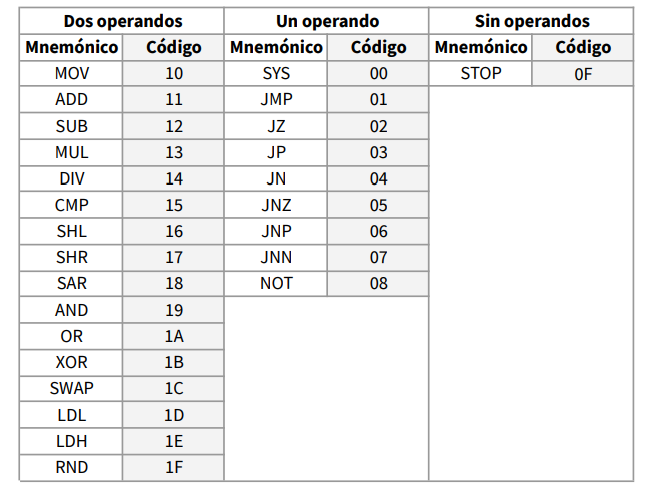 Dos operandos Un operando Sin operandos
Mnemónico Código Mnemónico Código Mnemónico Código
MOV 10 SYS 00 STOP 0F
ADD 11 JMP 01
SUB 12 JZ 02
MUL 13 JP 03
DIV 14 JN 04
CMP 15 JNZ 05
SHL 16 JNP 06
SHR 17 JNN 07
SAR 18 NOT 08
AND 19
OR 1A
XOR 1B
SWAP 1C
LDL 1D
LDH 1E
RND 1F